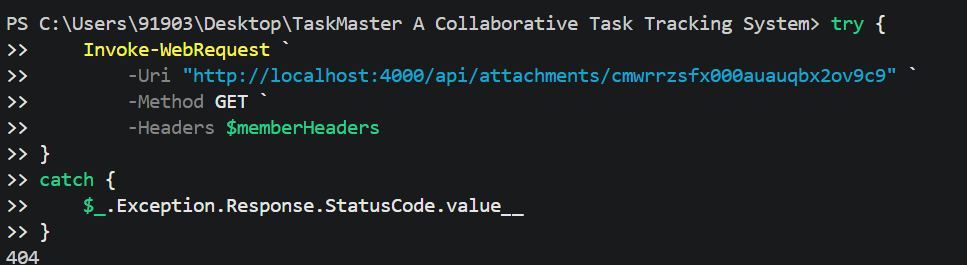 PS C:\Users\91903\Desktop\TaskMaster A Collaborative Task Tracking System> try {
>>     Invoke-WebRequest `
>>         -Uri "http://localhost:4000/api/attachments/cmwrrzsfx000auauqbx2ov9c9" `
>>         -Method GET `
>>         -Headers $memberHeaders
>> }
>> catch {
>>     $_.Exception.Response.StatusCode.value__
>> }
404